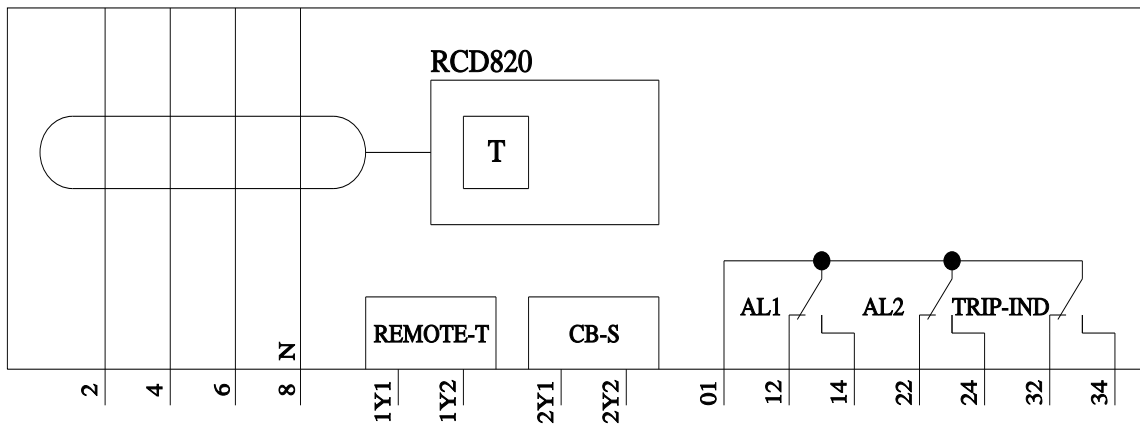 RCD820
T
AL1
AL2
TRIP-IND
REMOTE-T
CB-S
N
2
4
6
8
1Y1
1Y2
2Y1
2Y2
01
12
14
22
24
32
34